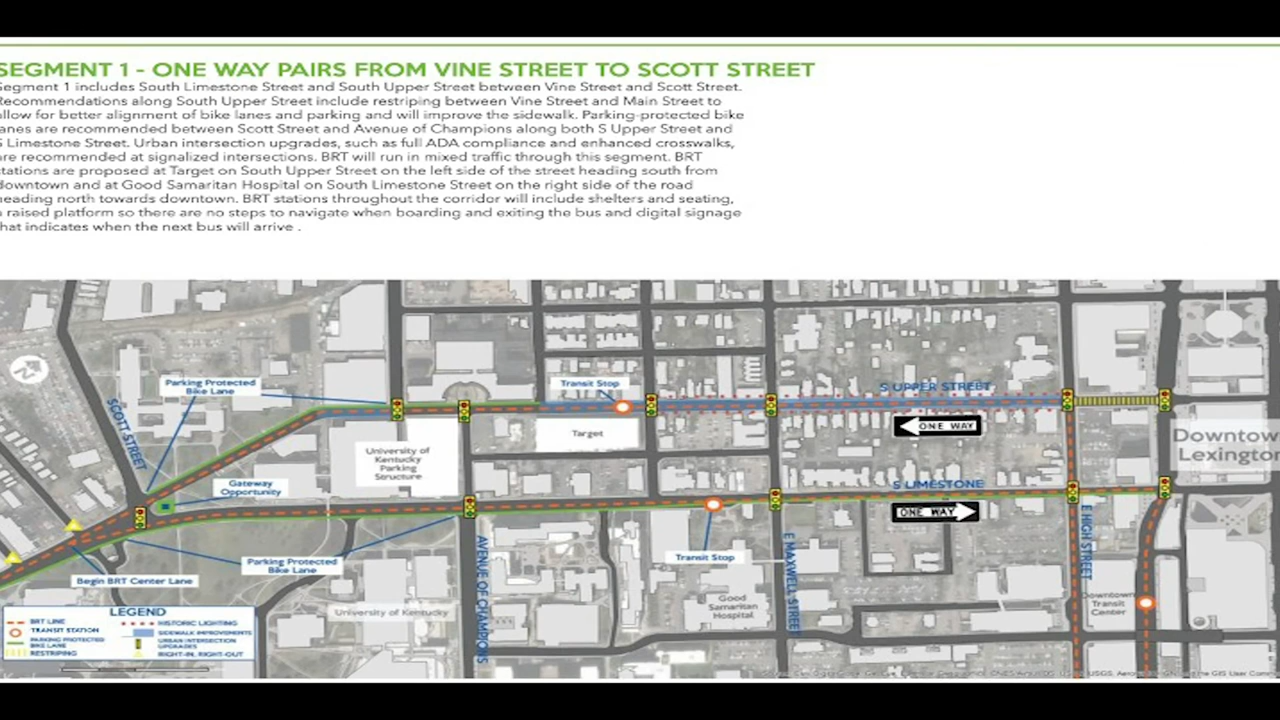 SEGMENT 1 - ONE WAY PAIRS FROM VINE STREET TO SCOTT STREET
Segment 1 includes South Limestone Street and South Upper Street between Vine Street and Scott Street.
Recommendations along South Upper Street include restriping between Vine Street and Main Street to
allow for better alignment of bike lanes and parking and will improve the sidewalk. Parking-protected bike
lanes are recommended between Scott Street and Avenue of Champions along both S Upper Street and
S Limestone Street. Urban intersection upgrades, such as full ADA compliance and enhanced crosswalks,
are recommended at signalized intersections. BRT will run in mixed traffic through this segment. BRT
stations are proposed at Target on South Upper Street on the left side of the street heading south from
downtown and at Good Samaritan Hospital on South Limestone Street on the right side of the road
heading north towards downtown. BRT stations throughout the corridor will include shelters and seating,
a raised platform so there are no steps to navigate when boarding and exiting the bus and digital signage
that indicates when the next bus will arrive .
Parking Protected
Bike Lane
Transit Stop
S UPPER STREET
ONE WAY
SCOTT STREET
Target
University of
Kentucky
Parking
Structure
Downtow
Lexington
Gateway
Opportunity
S LIMESTONE
ONE WAY
Transit Stop
Parking Protected
Bike Lane
Begin BRT Center Lane
AVENUE OF CHAMPIONS
E MAXWELL STREET
E HIGH STREET
Good
Samaritan
Hospital
Downtown
Transit
Center
University of Kentucky
LEGEND
BRT LINE
TRANSIT STATION
PARKING PROTECTED
BIKE LANE
RESTRIPING
HISTORIC LIGHTING
SIDEWALK IMPROVEMENTS
URBAN INTERSECTION
UPGRADES
RIGHT-IN, RIGHT-OUT